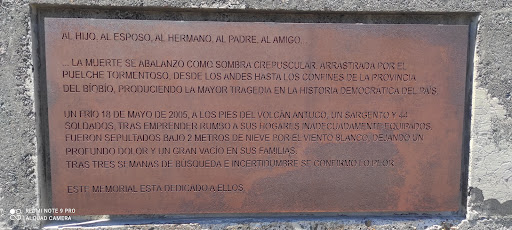 AL HIJO, AL ESPOSO, AL HERMANO, AL PADRE, AL AMIGO...
... LA MUERTE SE ABALANZO COMO SOMBRA CREPUSCULAR, ARRASTRADA POR EL
PUELCHE TORMENTOSO, DESDE LOS ANDES HASTA LOS CONFINES DE LA PROVINCIA
DEL BÍOBÍO, PRODUCIENDO LA MAYOR TRAGEDIA EN LA HISTORIA DEMOCRATICA DEL PAÍS.
UN FRIO 18 DE MAYO DE 2005, A LOS PIES DEL VOLCÁN ANTUCO, UN SARGENTO Y 44
SOLDADOS, TRAS EMPRENDER RUMBO A SUS HOGARES INADECUADAMENTE EQUIPADOS,
FUERON SEPULTADOS BAJO 2 METROS DE NIEVE POR EL VIENTO BLANCO, DEJANDO UN
PROFUNDO DOLOR Y UN GRAN VACIO EN SUS FAMILIAS.
TRAS TRES SEMANAS DE BUSQUEDA E INCERTIDUMBRE SE CONFIRMO LO PEOR.
ESTE MEMORIAL ESTA DEDICADO A ELLOS.
REDMI NOTE 9 PRO
AI QUAD CAMERA